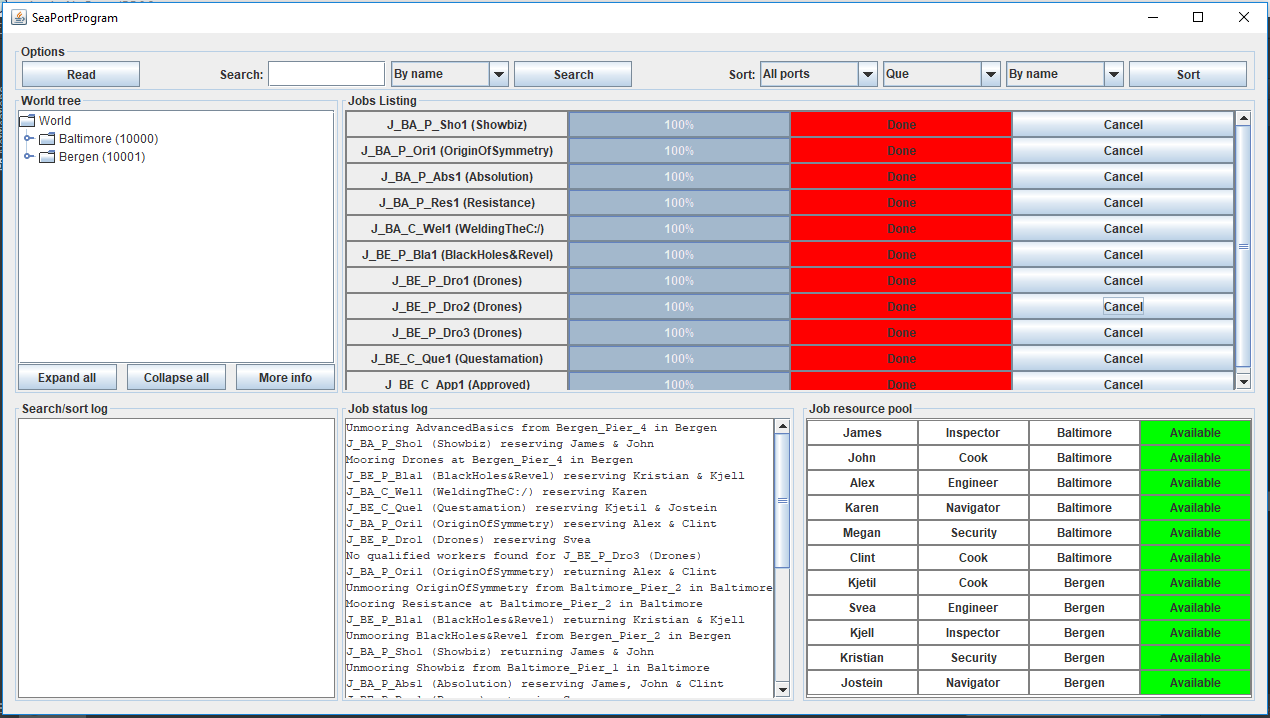 SeaPortProgram
Options
Read Search: By name Search Sort: All ports Que By name Sort
World tree
World
Baltimore (10000)
Bergen (10001)
Expand all Collapse all More info
Jobs Listing
J_BA_P_Sho1 (Showbiz) 100% Done Cancel
J_BA_P_Ori1 (OriginOfSymmetry) 100% Done Cancel
J_BA_P_Abs1 (Absolution) 100% Done Cancel
J_BA_P_Res1 (Resistance) 100% Done Cancel
J_BA_C_Wel1 (WeldingTheC:/) 100% Done Cancel
J_BE_P_Bla1 (BlackHoles&Revel) 100% Done Cancel
J_BE_P_Dro1 (Drones) 100% Done Cancel
J_BE_P_Dro2 (Drones) 100% Done Cancel
J_BE_P_Dro3 (Drones) 100% Done Cancel
J_BE_C_Que1 (Questamation) 100% Done Cancel
J_BE_C_App1 (Approved) 100% Done Cancel
Search/sort log
Job status log
Unmooring AdvancedBasics from Bergen_Pier_4 in Bergen
J_BA_P_Sho1 (Showbiz) reserving James & John
Mooring Drones at Bergen_Pier_4 in Bergen
J_BE_P_Bla1 (BlackHoles&Revel) reserving Kristian & Kjell
J_BA_C_Wel1 (WeldingTheC:/) reserving Karen
J_BE_C_Que1 (Questamation) reserving Kjetil & Jostein
J_BA_P_Ori1 (OriginOfSymmetry) reserving Alex & Clint
J_BE_P_Dro1 (Drones) reserving Svea
No qualified workers found for J_BE_P_Dro3 (Drones)
J_BA_P_Ori1 (OriginOfSymmetry) returning Alex & Clint
Unmooring OriginOfSymmetry from Baltimore_Pier_2 in Baltimore
Mooring Resistance at Baltimore_Pier_2 in Baltimore
J_BE_P_Bla1 (BlackHoles&Revel) returning Kristian & Kjell
Unmooring BlackHoles&Revel from Bergen_Pier_2 in Bergen
J_BA_P_Sho1 (Showbiz) returning James & John
Unmooring Showbiz from Baltimore_Pier_1 in Baltimore
J_BA_P_Abs1 (Absolution) reserving James, John & Clint
Job resource pool
James Inspector Baltimore Available
John Cook Baltimore Available
Alex Engineer Baltimore Available
Karen Navigator Baltimore Available
Megan Security Baltimore Available
Clint Cook Baltimore Available
Kjetil Cook Bergen Available
Svea Engineer Bergen Available
Kjell Inspector Bergen Available
Kristian Security Bergen Available
Jostein Navigator Bergen Available